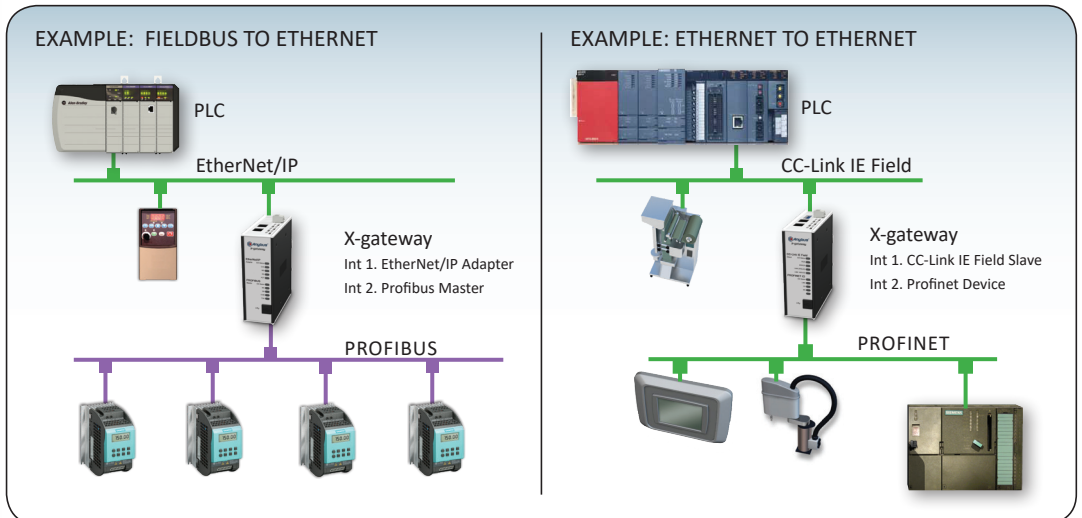 EXAMPLE: FIELDBUS TO ETHERNET
PLC
EtherNet/IP
X-gateway
Int 1. EtherNet/IP Adapter
Int 2. Profibus Master
PROFIBUS
EXAMPLE: ETHERNET TO ETHERNET
PLC
CC-Link IE Field
X-gateway
Int 1. CC-Link IE Field Slave
Int 2. Profinet Device
PROFINET